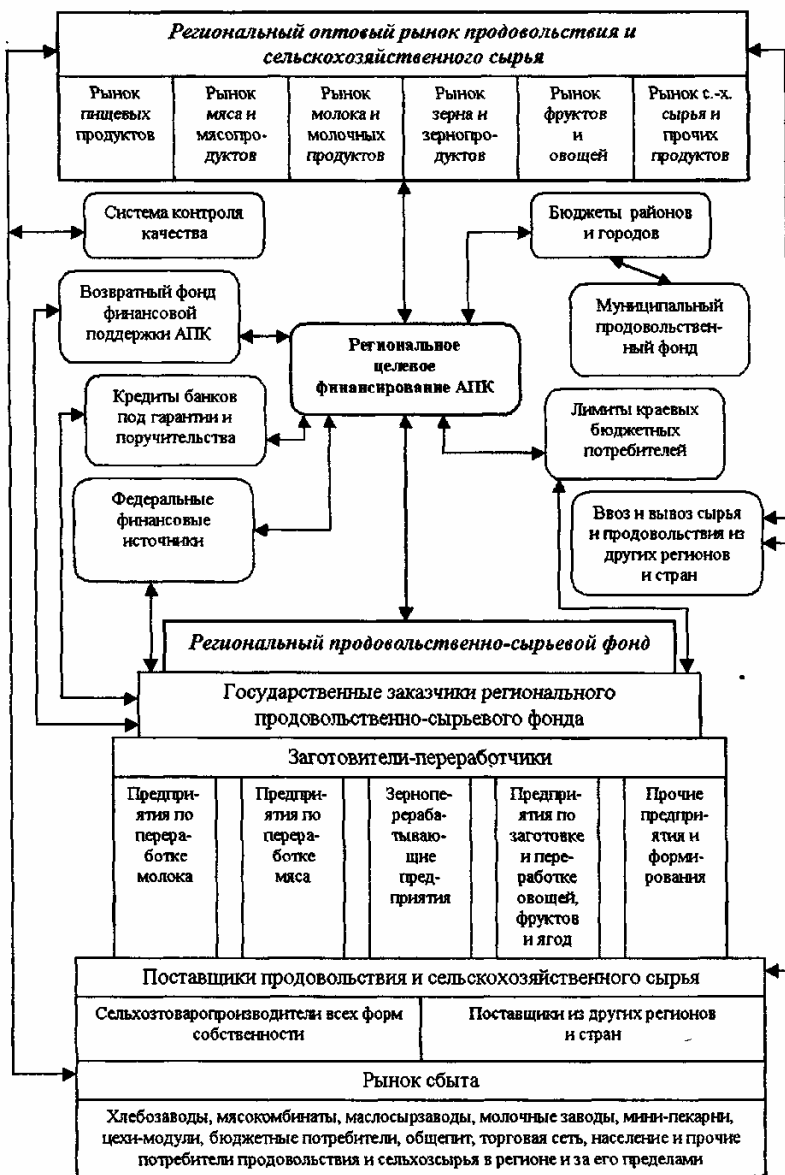 Региональный оптовый рынок продовольствия и
сельскохозяйственного сырья
Рынок
пищевых
продуктов
Рынок
мяса и
мясопро-
дуктов
Рынок
молока и
молочных
продуктов
Рынок
зерна и
зернопро-
дуктов
Рынок
фруктов
и
овощей
Рынок с.-х.
сырья и
прочих
продуктов
Система контроля
качества
Бюджеты районов
и городов
Возвратный фонд
финансовой
поддержки АПК
Муниципальный
продовольствен-
ный фонд
Региональное
целевое
финансирование АПК
Кредиты банков
под гарантии и
поручительства
Лимиты краевых
бюджетных
потребителей
Федеральные
финансовые
источники
Ввоз и вывоз сырья
и продовольствия из
других регионов
и стран
Региональный продовольственно-сырьевой фонд
Государственные заказчики регионального
продовольственно-сырьевого фонда
Заготовители-переработчики
Предпри-
ятия по
перера-
ботке
молока
Предпри-
ятия по
перера-
ботке
мяса
Зернопе-
рерабa-
тываю-
щие
пред-
приятия
Предпри-
ятия по
заготовке
и пере-
работке
овощей,
фруктов
и ягод
Прочие
предпри-
ятия и
форми-
рования
Поставщики продовольствия и сельскохозяйственного сырья
Сельхозтоваропроизводители всех форм
собственности
Поставщики из других регионов
и стран
Рынок сбыта
Хлебозаводы, мясокомбинаты, маслосырзаводы, молочные заводы, мини-пекарни,
цехи-модули, бюджетные потребители, общепит, торговая сеть, население и прочие
потребители продовольствия и сельхозсырья в регионе и за его пределами